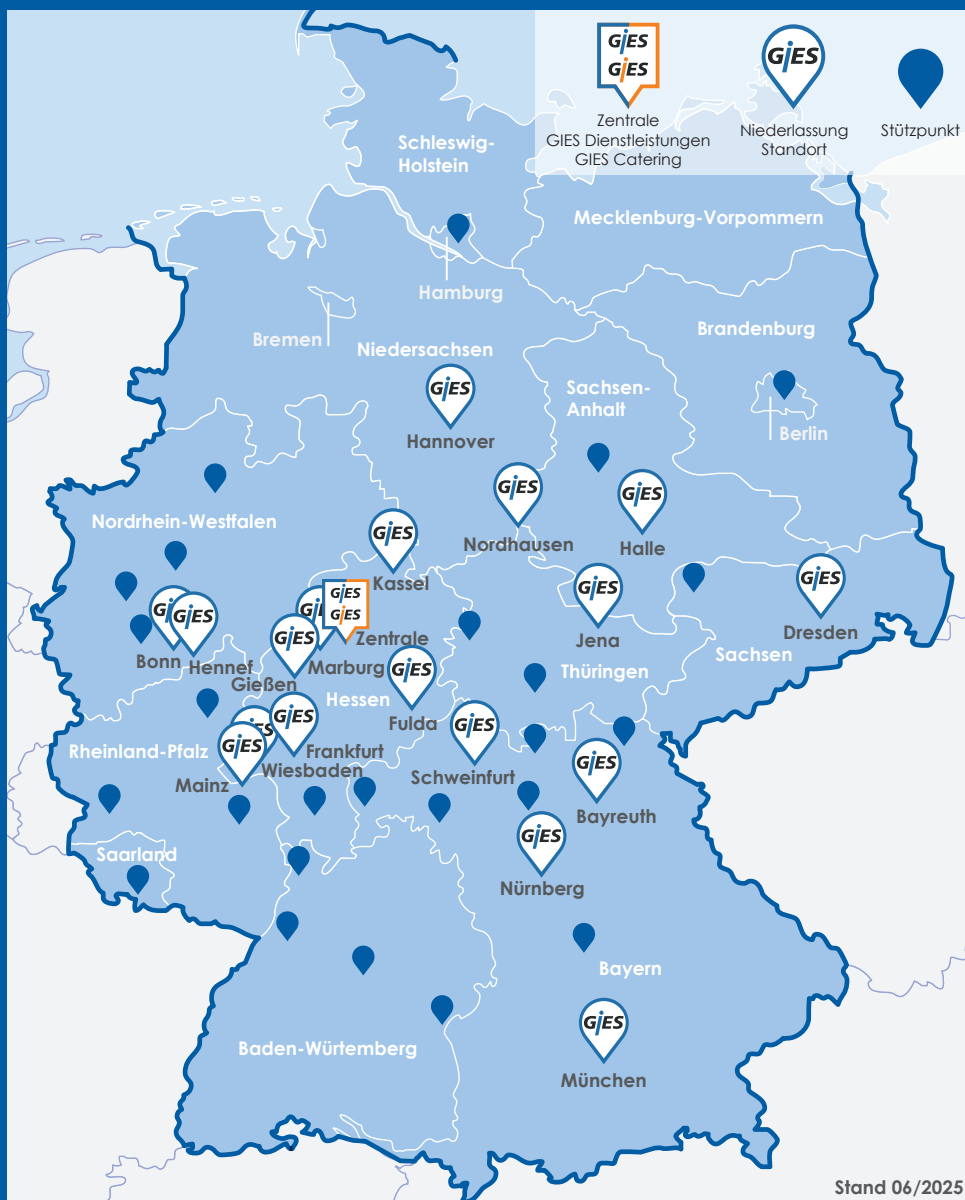 GiES
GiES
Zentrale
GIES Dienstleistungen
GIES Catering
GiES
Niederlassung
Standort
Stützpunkt
Schleswig-
Holstein
Mecklenburg-Vorpommern
Hamburg
Bremen
Brandenburg
Niedersachsen
Sachsen-
Anhalt
GiES
Hannover
Berlin
GiES
Nordhausen
GiES
Halle
Nordrhein-Westfalen
GiES
Kassel
GiES
Jena
GiES
Dresden
GiES
GiES
Zentrale
Gi
GiES
Bonn
Hennef
GiES
Gießen
Gi
Marburg
Hessen
GiES
Fulda
Thüringen
Sachsen
Rheinland-Pfalz
GiES
Frankfurt
ES
Wiesbaden
GiES
Mainz
GiES
Schweinfurt
GiES
Bayreuth
GiES
Nürnberg
Saarland
Bayern
Baden-Würtemberg
GiES
München
Stand 06/2025